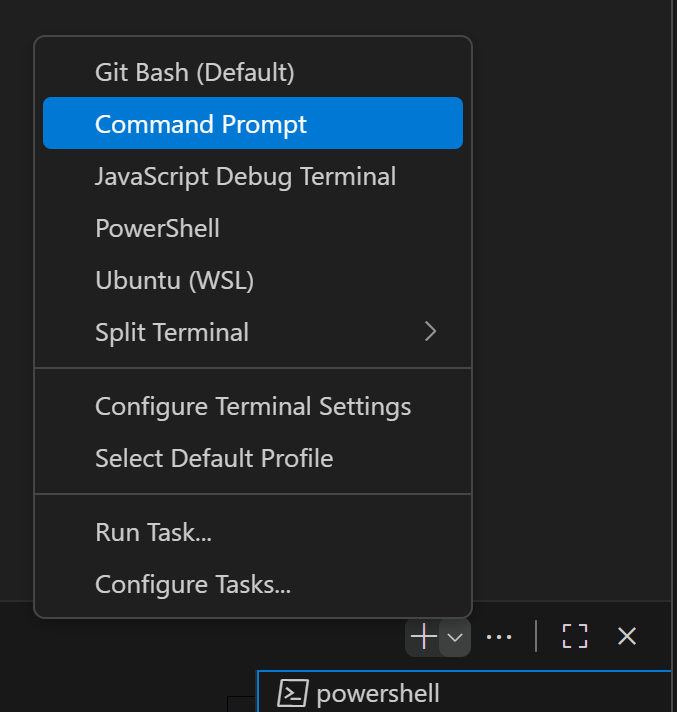 Git Bash (Default)
Command Prompt
JavaScript Debug Terminal
PowerShell
Ubuntu (WSL)
Split Terminal
Configure Terminal Settings
Select Default Profile
Run Task...
Configure Tasks...
powershell